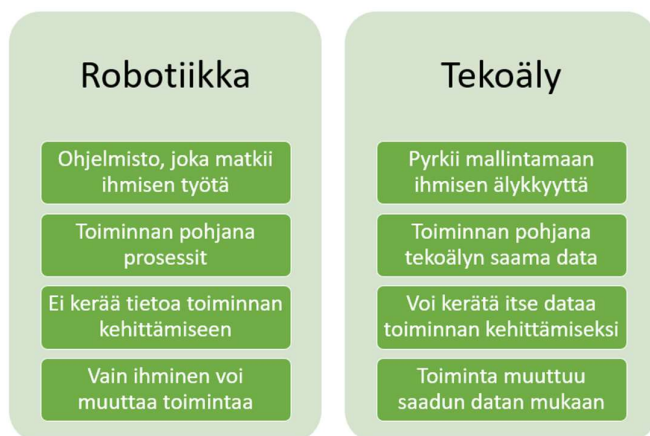 Robotiikka
Ohjelmisto, joka matkii
ihmisen työtä
Toiminnan pohjana
prosessit
Ei kerää tietoa toiminnan
kehittämiseen
Vain ihminen voi
muuttaa toimintaa
Tekoäly
Pyrkii mallintamaan
ihmisen älykkyyttä
Toiminnan pohjana
tekoälyn saama data
Voi kerätä itse dataa
toiminnan kehittämiseksi
Toiminta muuttuu
saadun datan mukaan